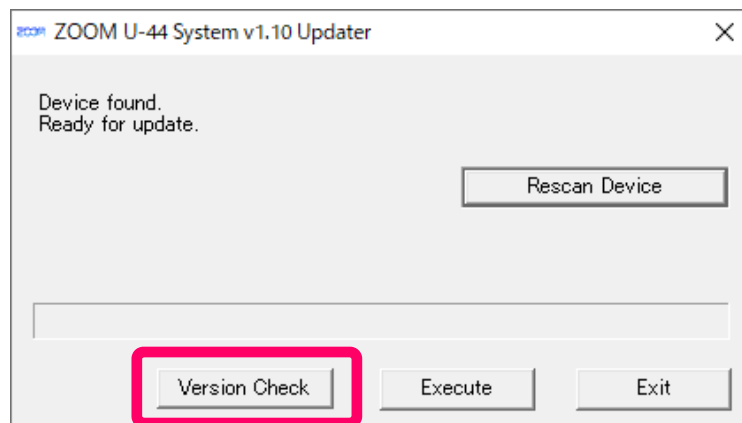 ZOOM ZOOM U-44 System v1.10 Updater
Device found.
Ready for update.
Rescan Device
Version Check Execute Exit